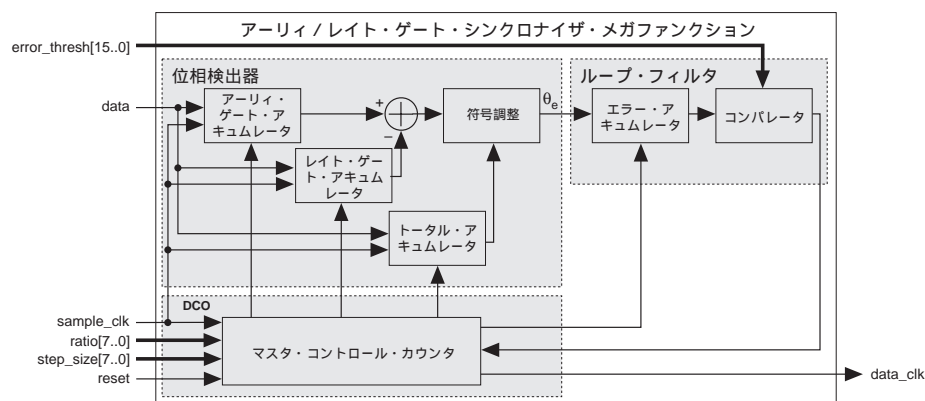 アーリィ / レイト・ゲート・シンクロナイザ・メガファンクション
error_thresh[15..0]
位相検出器
ループ・フィルタ
data
アーリィ・
ゲート・ア
キュムレータ
+
−
符号調整
θe
エラー・ア
キュムレータ
コンパレータ
レイト・ゲー
ト・アキュム
レータ
トータル・ア
キュムレータ
DCO
sample_clk
ratio[7..0]
step_size[7..0]
reset
マスタ・コントロール・カウンタ
data_clk